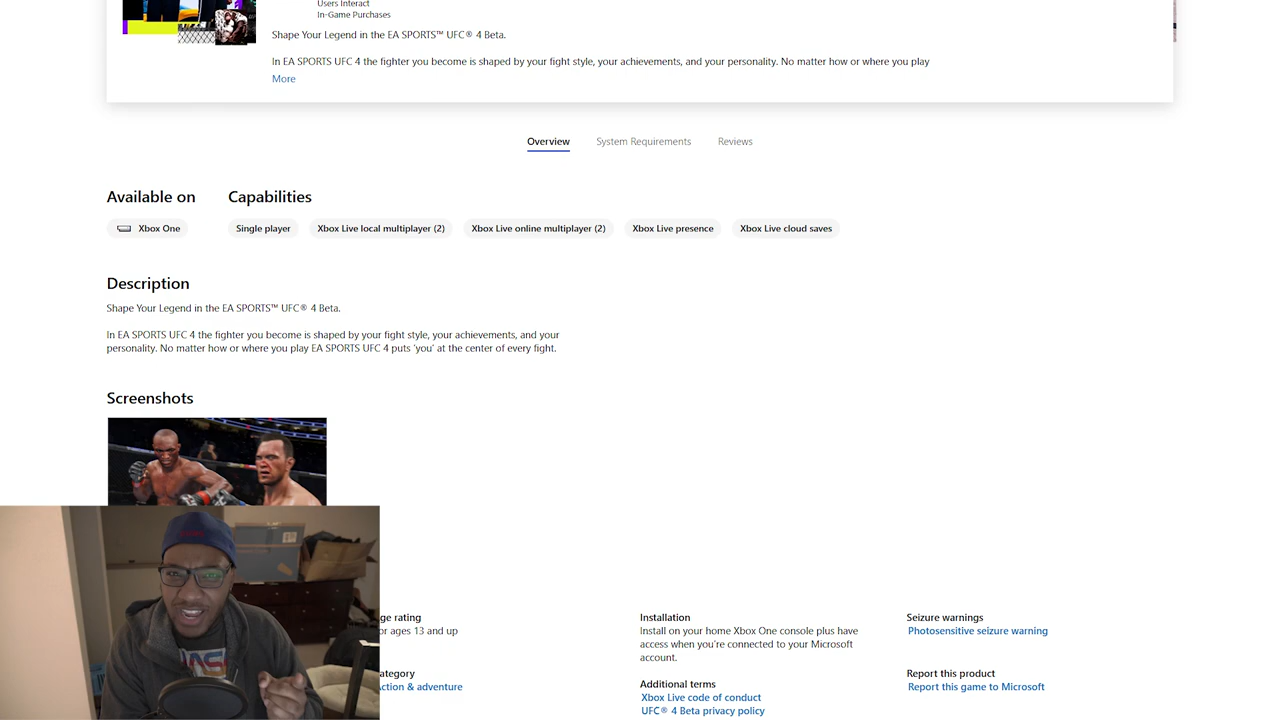 Users Interact
In-Game Purchases
Shape Your Legend in the EA SPORTS™ UFC® 4 Beta.
In EA SPORTS UFC 4 the fighter you become is shaped by your fight style, your achievements, and your personality. No matter how or where you play
More
Overview System Requirements Reviews
Available on Capabilities
Xbox One Single player Xbox Live local multiplayer (2) Xbox Live online multiplayer (2) Xbox Live presence Xbox Live cloud saves
Description
Shape Your Legend in the EA SPORTS™ UFC® 4 Beta.
In EA SPORTS UFC 4 the fighter you become is shaped by your fight style, your achievements, and your
personality. No matter how or where you play EA SPORTS UFC 4 puts 'you' at the center of every fight.
Screenshots
ge rating
or ages 13 and up
ategory
Action & adventure
Installation
Install on your home Xbox One console plus have
access when you're connected to your Microsoft
account.
Additional terms
Xbox Live code of conduct
UFC® 4 Beta privacy policy
Seizure warnings
Photosensitive seizure warning
Report this product
Report this game to Microsoft